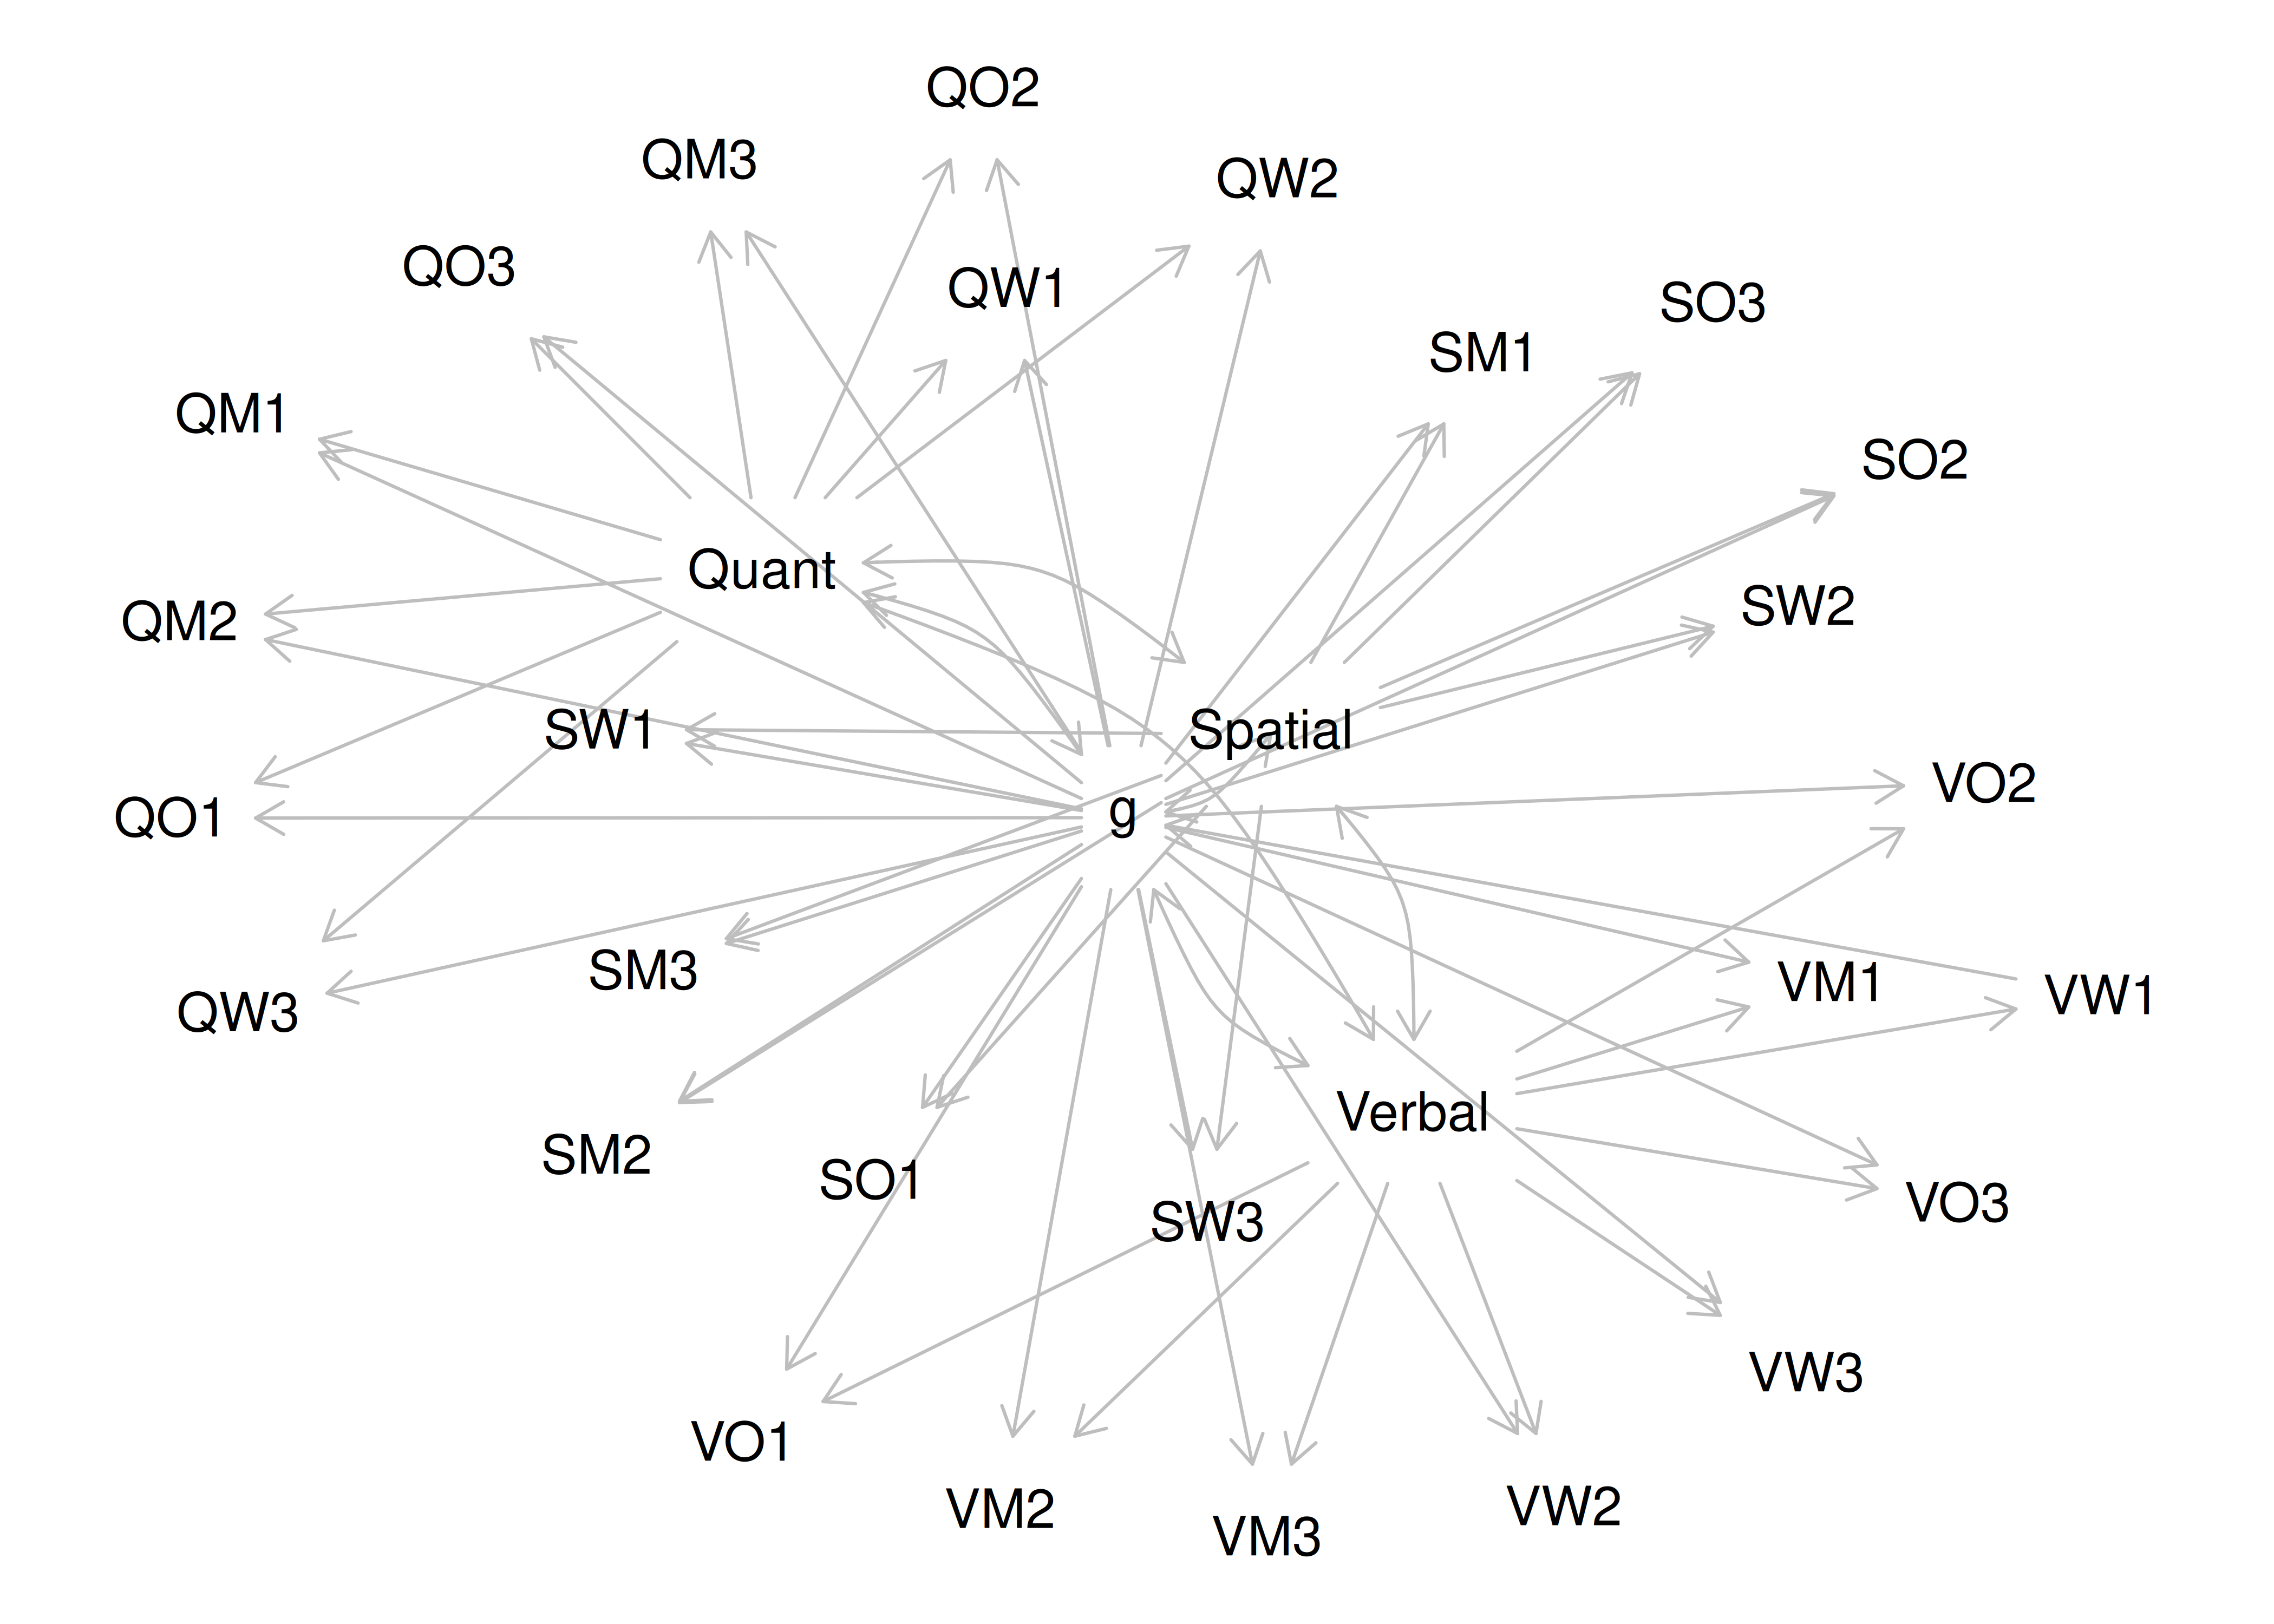 QO2
QM3
QW2
QO3
QW1
SO3
SM1
QM1
SO2
Quant
SW2
QM2
SW1
Spatial
VO2
g
QO1
SM3
VM1
VW1
QW3
Verbal
SM2
SO1
VO3
SW3
VW3
VO1
VW2
VM2
VM3